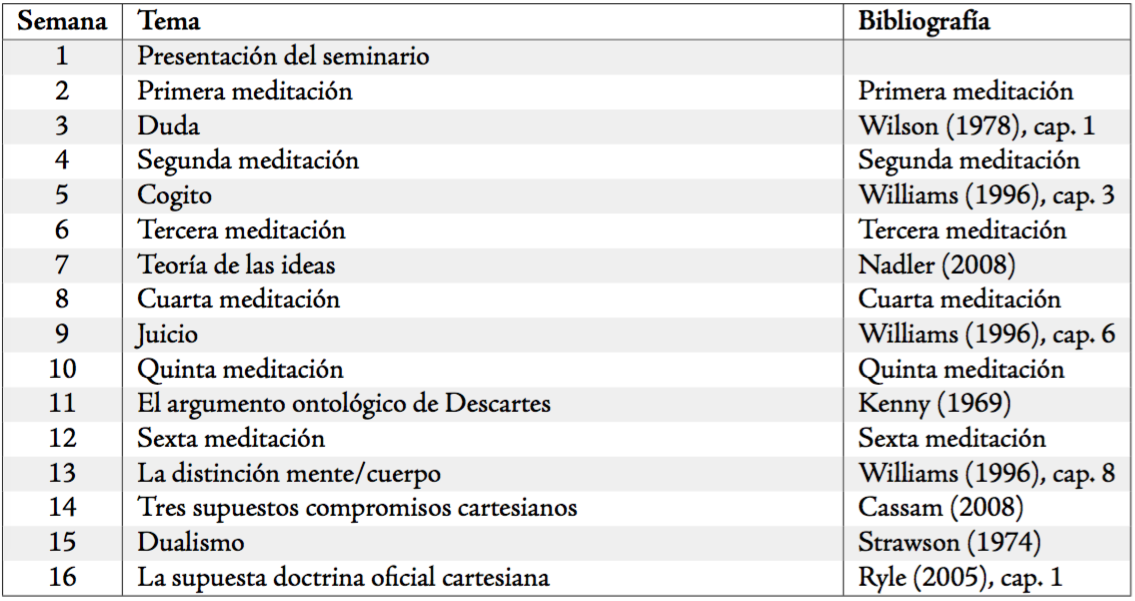 Semana Tema Bibliografía
1 Presentación del seminario
2 Primera meditación Primera meditación
3 Duda Wilson (1978), cap. 1
4 Segunda meditación Segunda meditación
5 Cogito Williams (1996), cap. 3
6 Tercera meditación Tercera meditación
7 Teoría de las ideas Nadler (2008)
8 Cuarta meditación Cuarta meditación
9 Juicio Williams (1996), cap. 6
10 Quinta meditación Quinta meditación
11 El argumento ontológico de Descartes Kenny (1969)
12 Sexta meditación Sexta meditación
13 La distinción mente/cuerpo Williams (1996), cap. 8
14 Tres supuestos compromisos cartesianos Cassam (2008)
15 Dualismo Strawson (1974)
16 La supuesta doctrina oficial cartesiana Ryle (2005), cap. 1